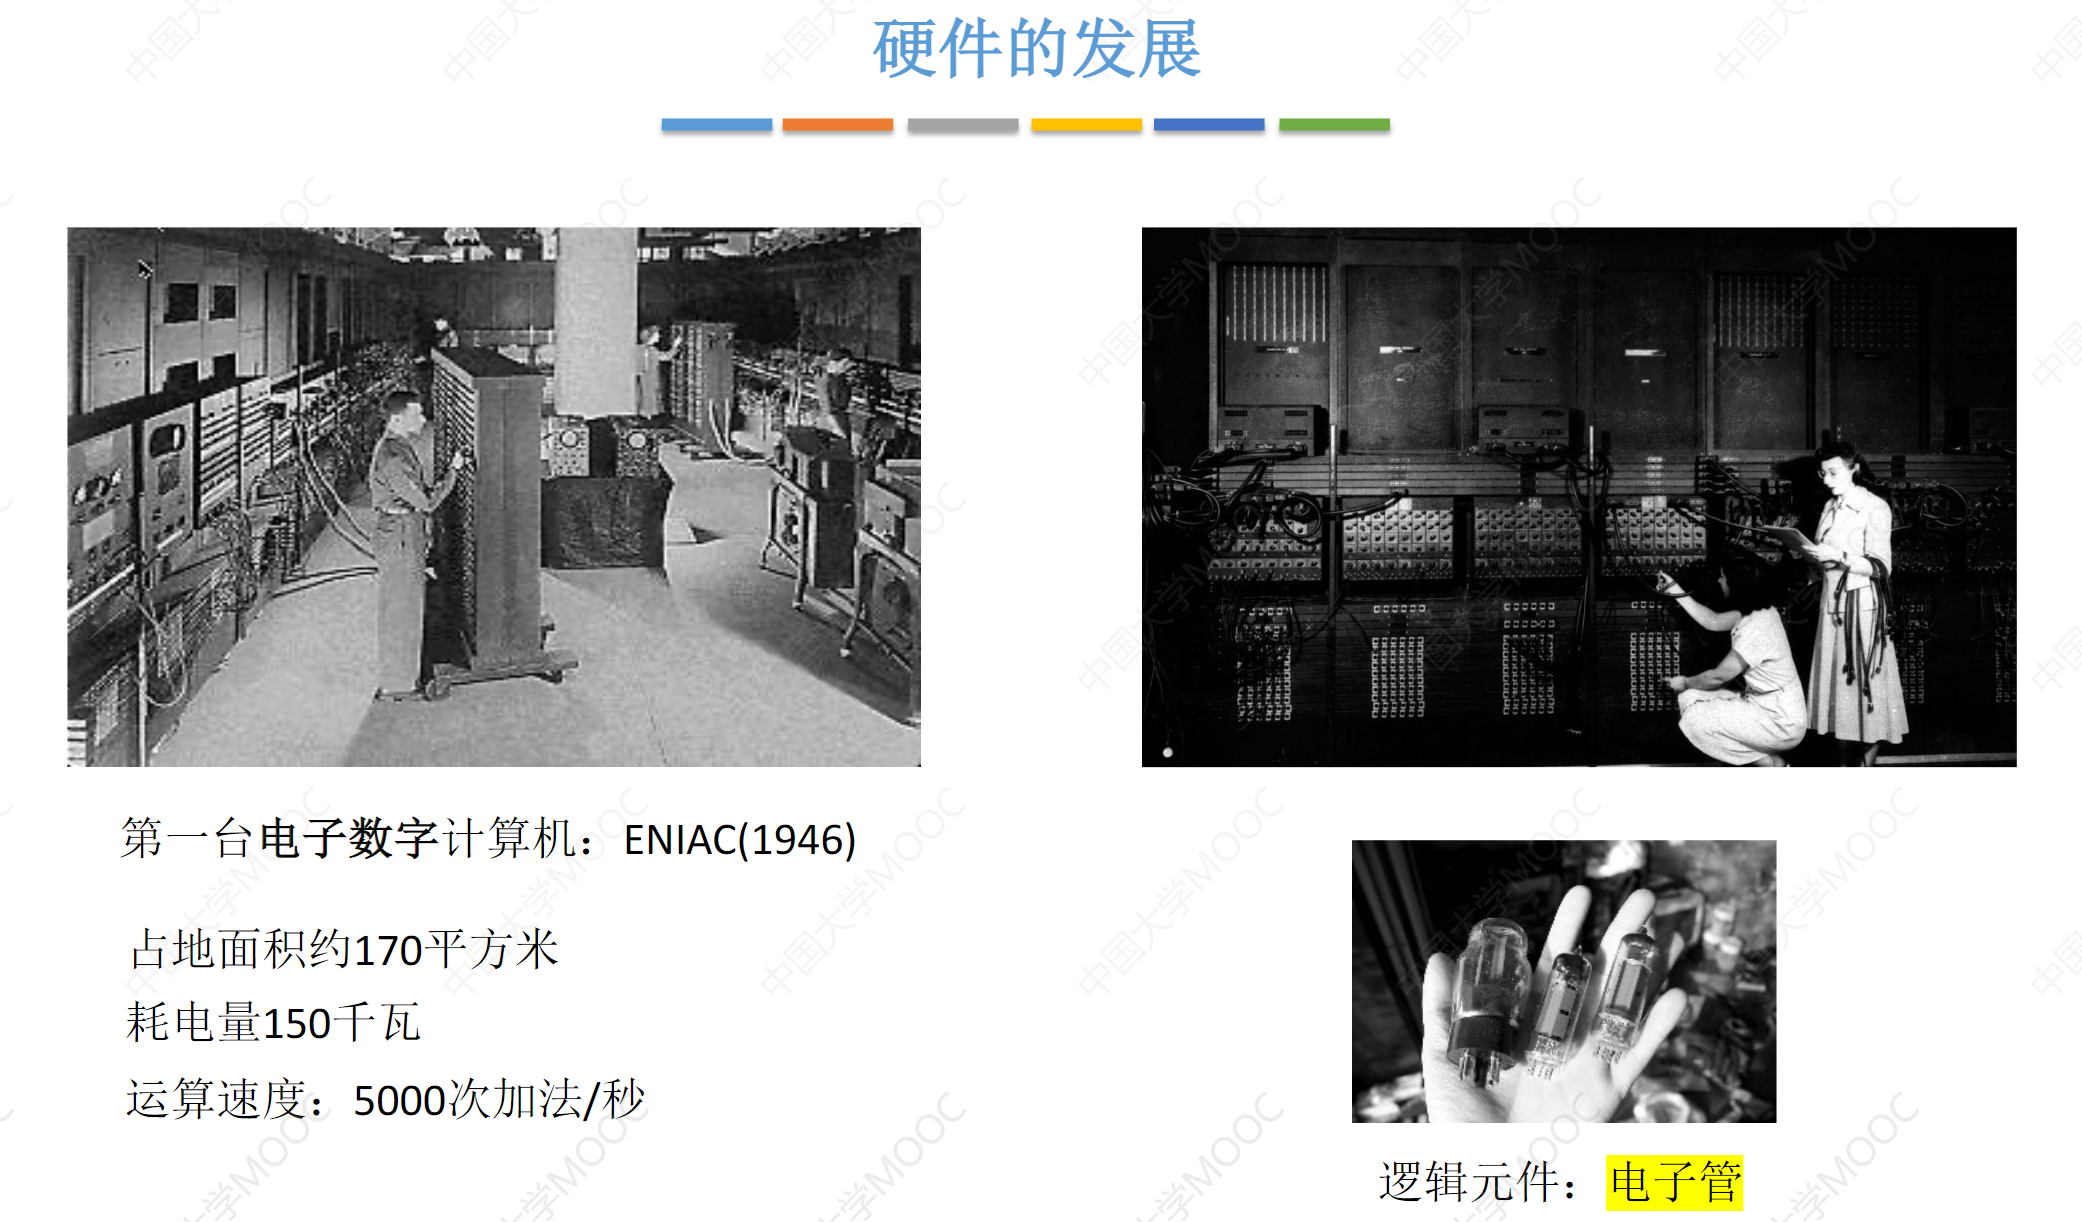 硬件的发展
第一台电子数字计算机：ENIAC(1946)
占地面积约170平方米
耗电量150千瓦
运算速度：5000次加法/秒
逻辑元件：电子管
中国大学MOOC